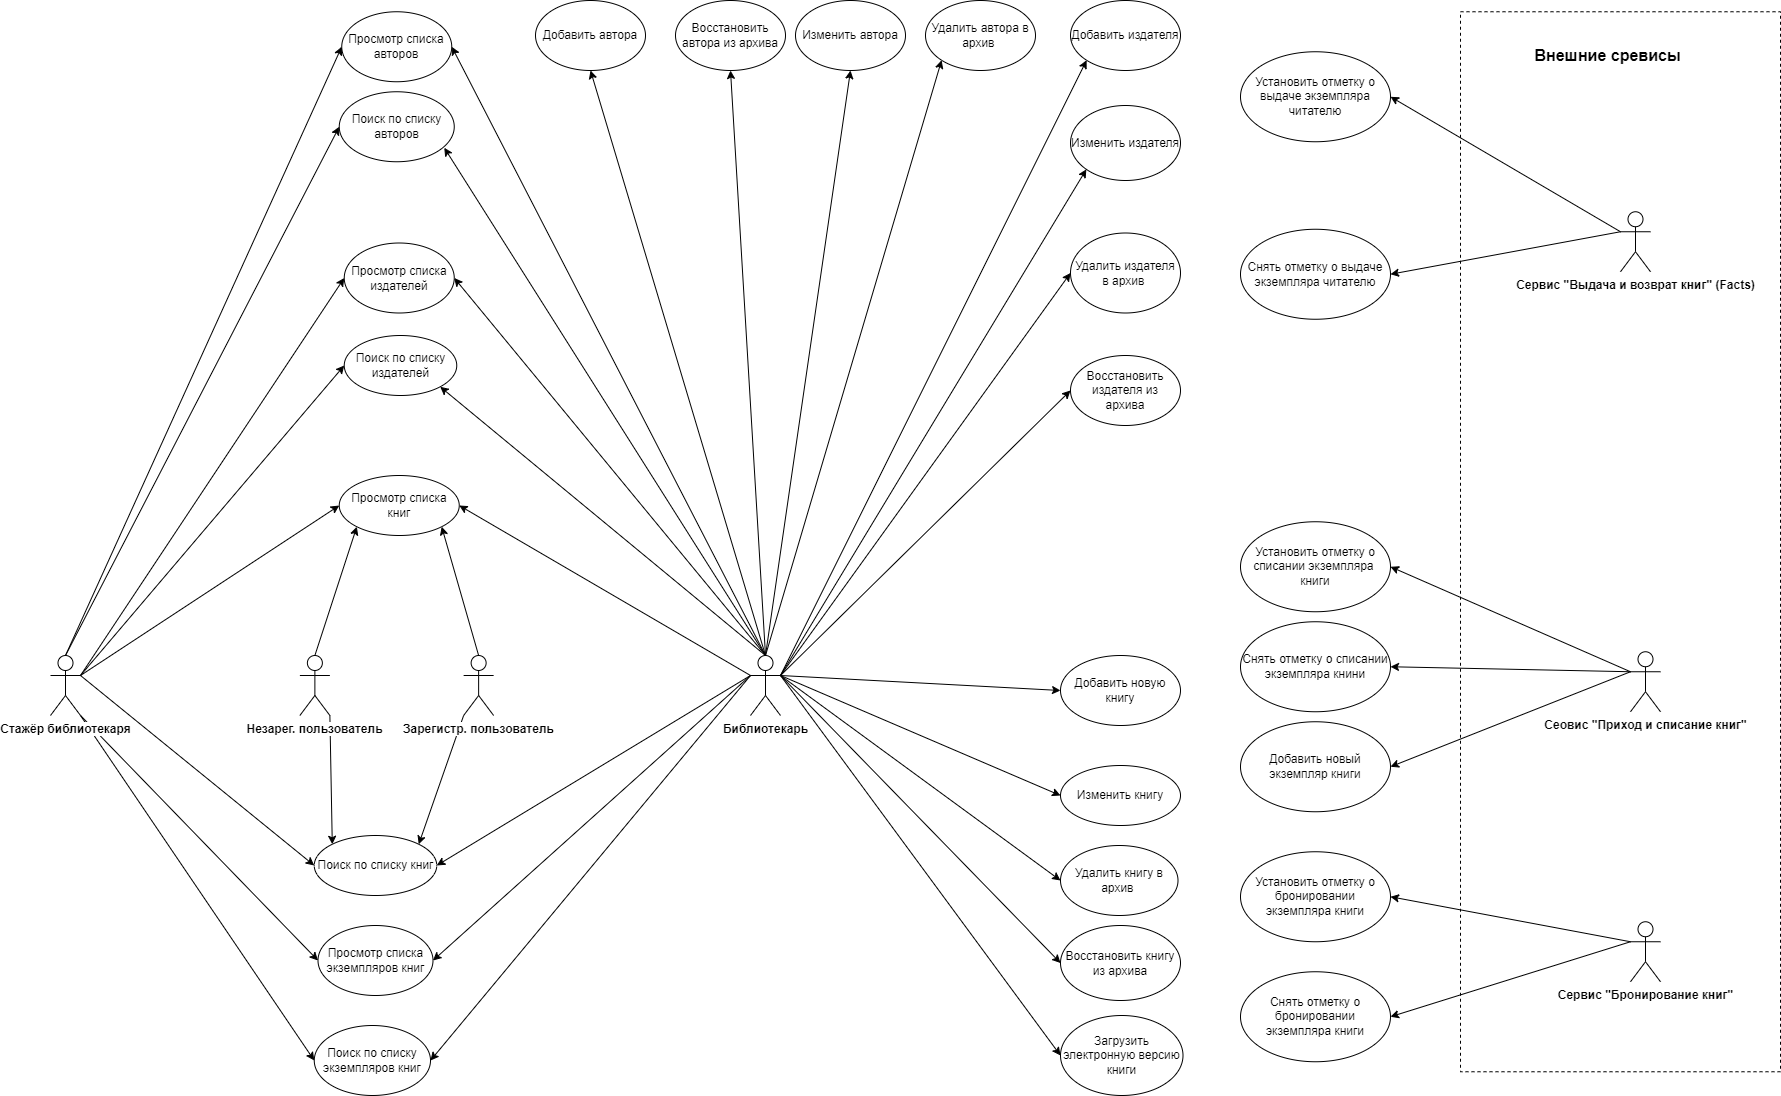 Просмотр списка
авторов
Добавить автора
Восстановить
автора из архива
Изменить автора
Удалить автора в
архив
Добавить издателя
Внешние сревисы
Установить отметку о
выдаче экземпляра
читателю
Поиск по списку
авторов
Изменить издателя
Просмотр списка
издателей
Удалить издателя
в архив
Снять отметку о выдаче
экземпляра читателю
Сервис "Выдача и возврат книг" (Facts)
Поиск по списку
издателей
Восстановить
издателя из
архива
Просмотр списка
книг
Установить отметку о
списании экземпляра
книги
Снять отметку о списании
экземпляра книни
Добавить новую
книгу
Стажёр библиотекаря
Незарег. пользователь
Зарегистр. пользователь
Библиотекарь
Сеовис "Приход и списание книг"
Добавить новый
экземпляр книги
Изменить книгу
Поиск по списку книг
Удалить книгу в
архив
Установить отметку о
бронировании
экземпляра книги
Просмотр списка
экземпляров книг
Восстановить книгу
из архива
Сервис "Бронирование книг"
Снять отметку о
бронировании
экземпляра книги
Поиск по списку
экземпляров книг
Загрузить
электронную версию
книги